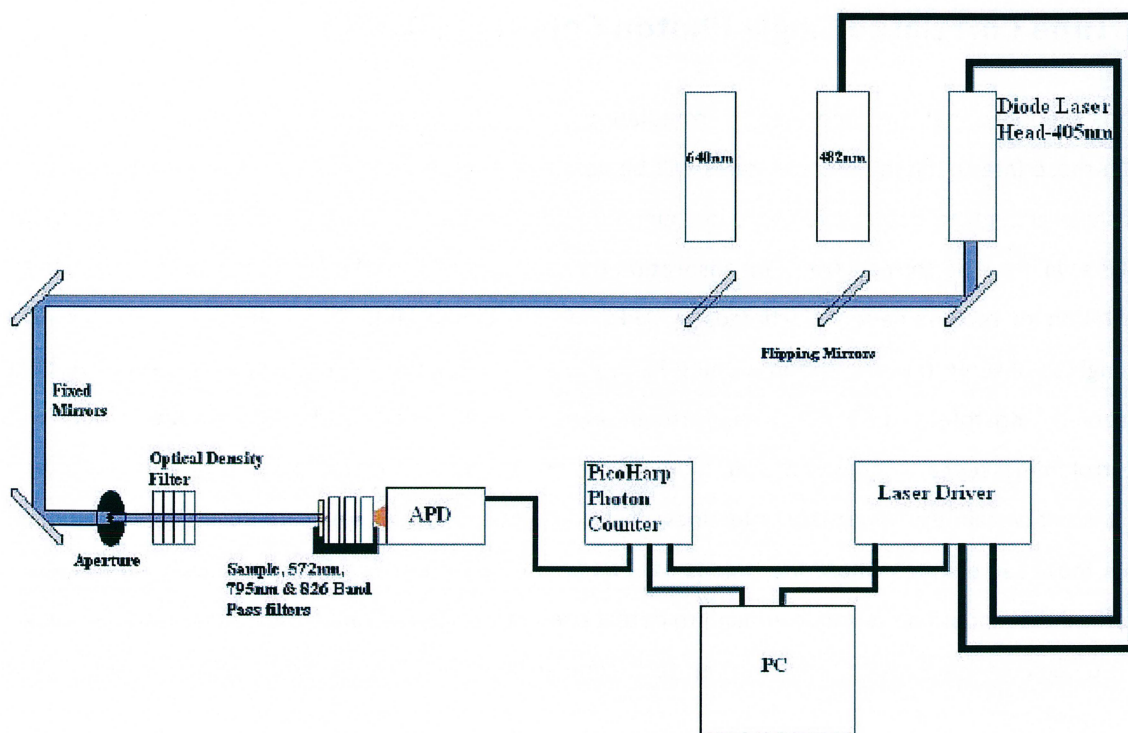 Diode Laser
Head-405nm
640nm
482nm
Flipping Mirrors
Fixed
Mirrors
Optical Density
Filter
PicoHarp
Photon
Counter
Laser Driver
APD
Aperture
Sample, 572nm,
795nm & 826 Band
Pass filters
PC